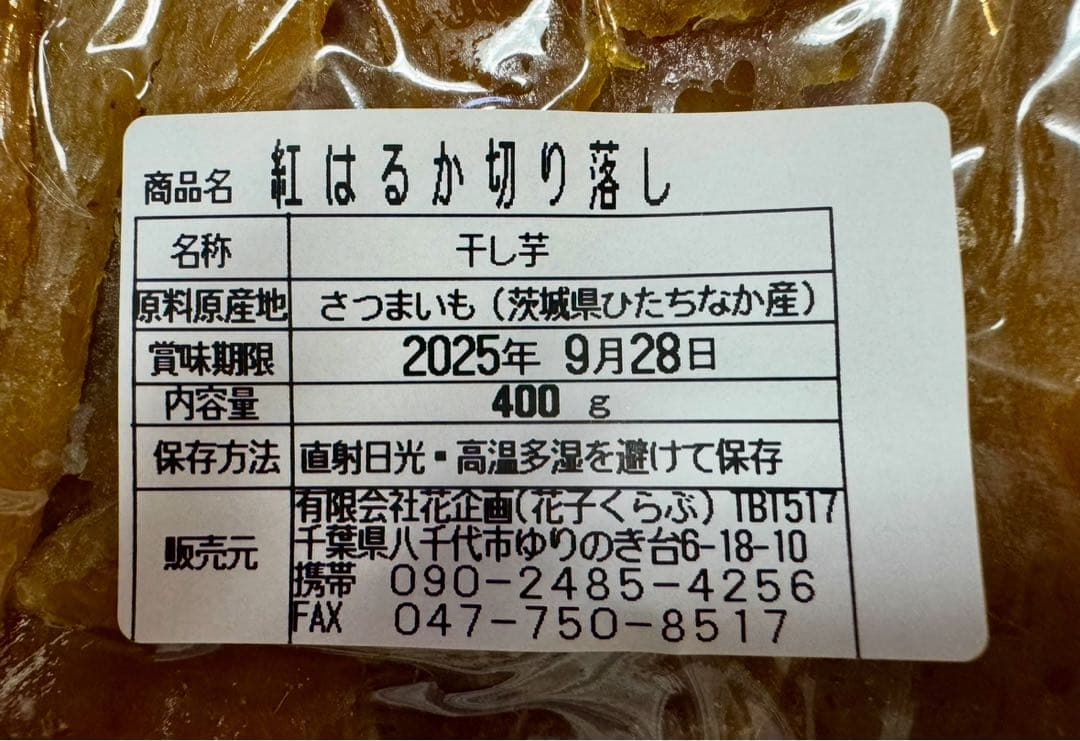 商品名 紅はるか切り落し
名称 干し芋
原料原産地 さつまいも（茨城県ひたちなか産）
賞味期限 2025年 9月28日
内容量 400 g
保存方法 直射日光・高温多湿を避けて保存
販売元 有限会社花企画(花子くらぶ) TBT517
千葉県八千代市ゆりのき台6-18-10
携帯 090-2485-4256
FAX 047-750-8517